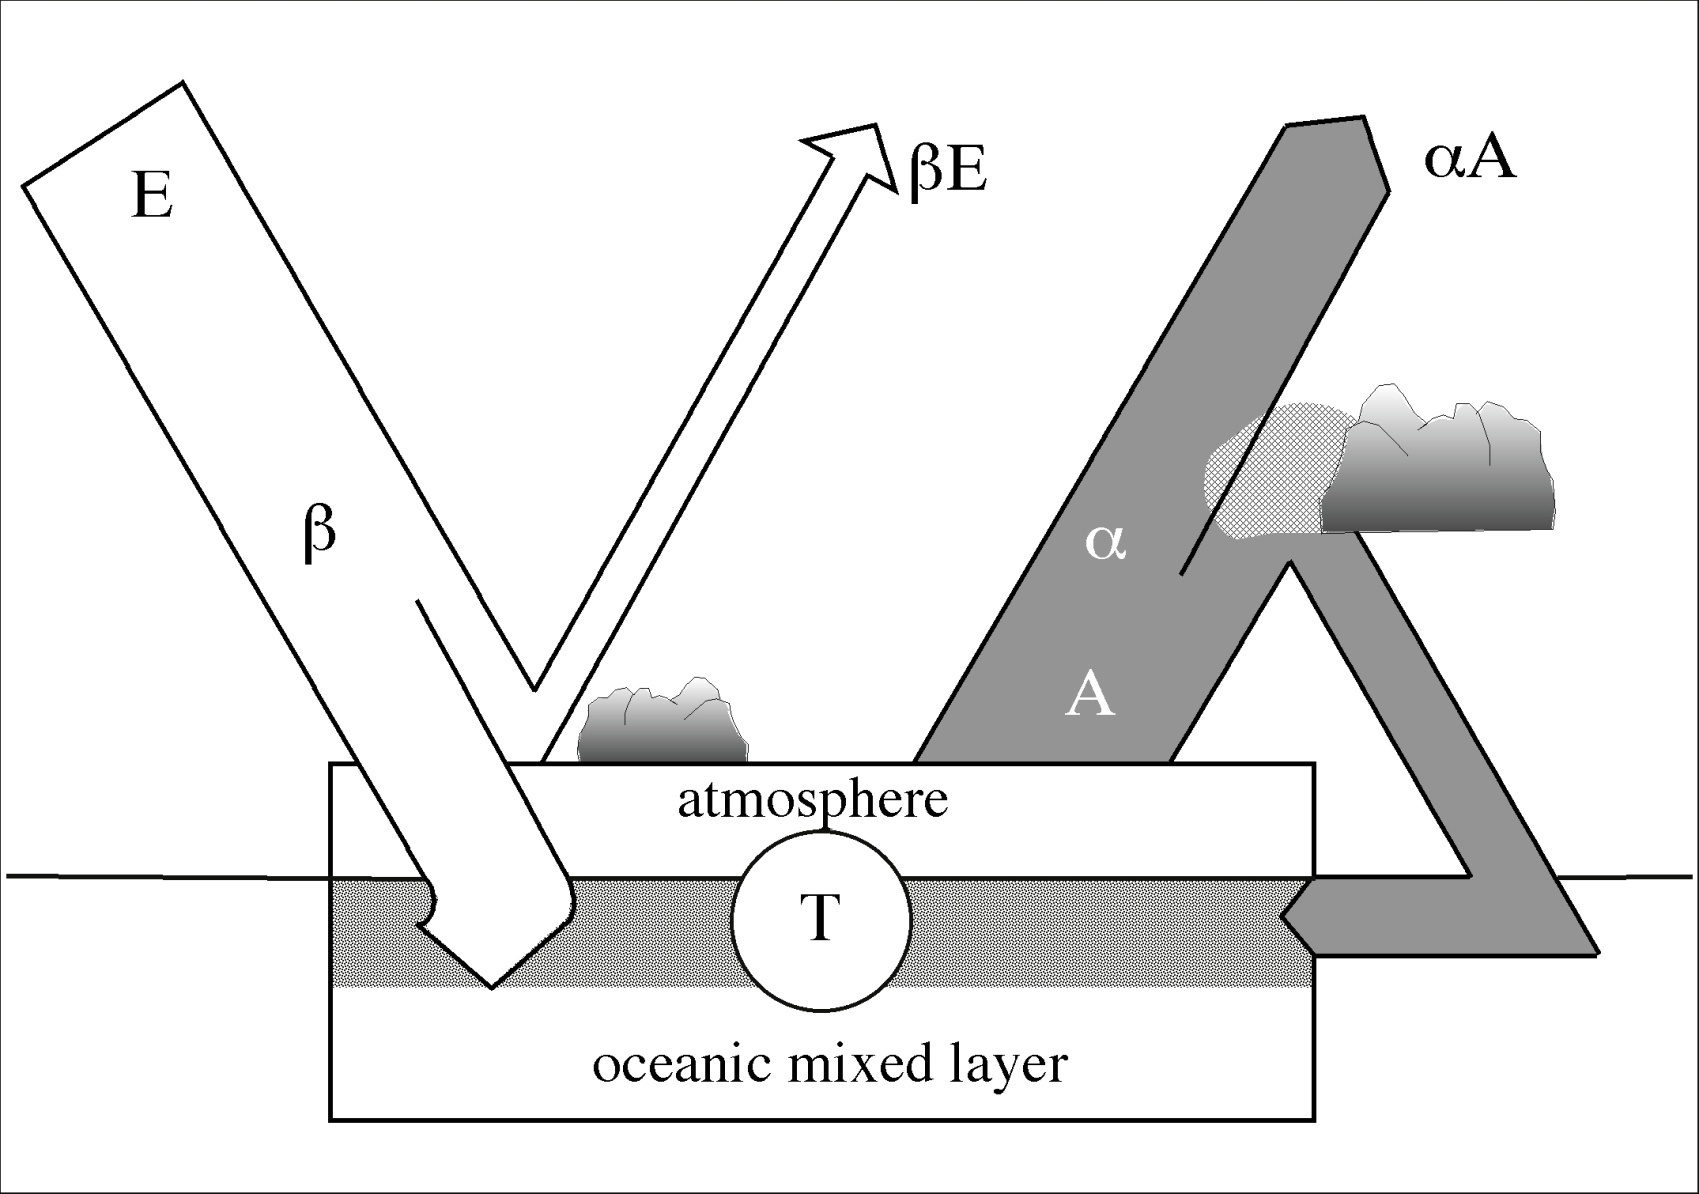 E
βE
αA
β
α
A
atmosphere
T
oceanic mixed layer